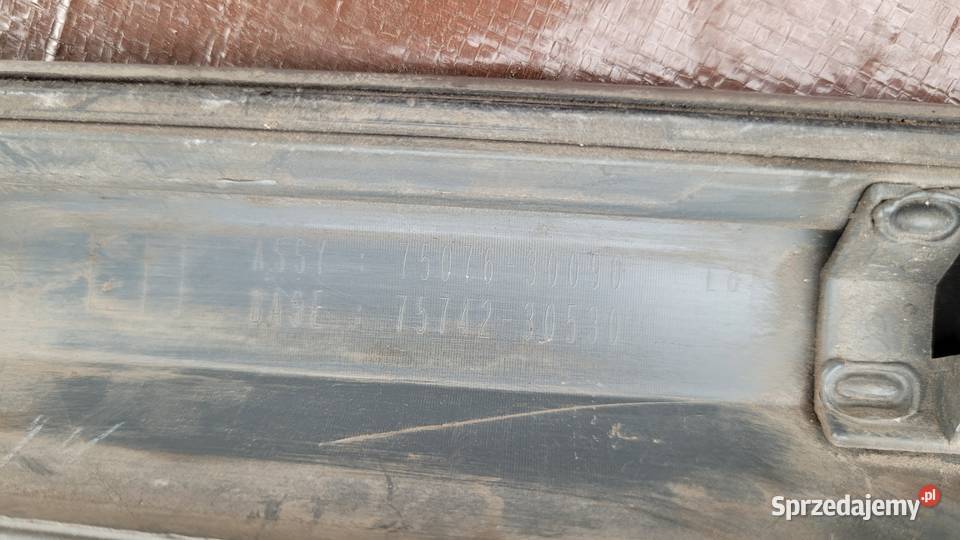 ASSY : 75076-30090
BASE : 75742-30530
Sprzedajemy.pl